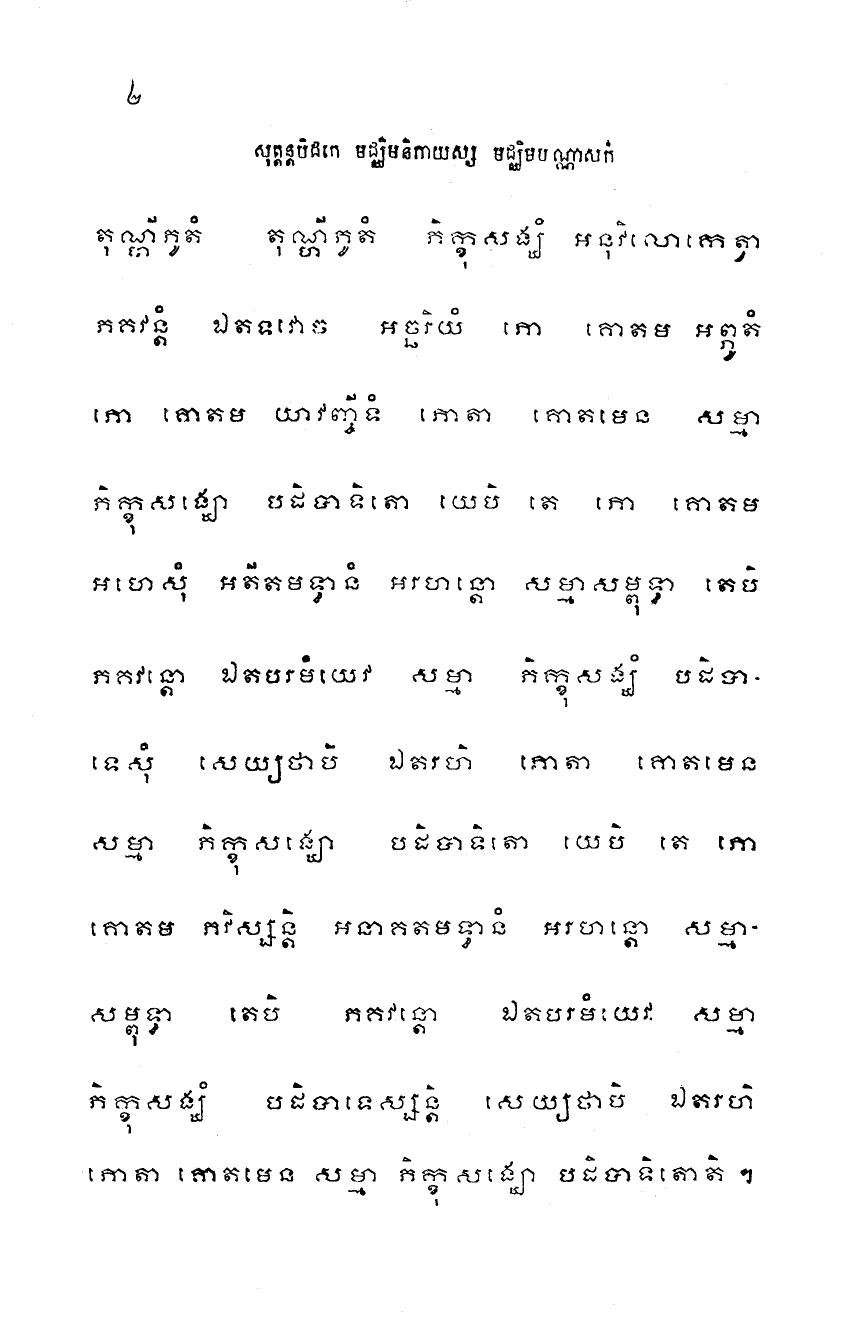 ២
សុត្តន្តបិដកេ មជ្ឈិមនិកាយស្ស មជ្ឈិមបណ្ណាសកំ
តុណ្ហីភូតំ តុណ្ហីភូតំ ភិក្ខុសង្ឃំ អនុវិលោកេត្វា
ភគវន្តំ ឯតទវោច អច្ឆរិយំ ភោ គោតម អព្ភូតំ
ភោ គោតម យាវញ្ចិទំ ភោតា គោតមេន សម្មា
ភិក្ខុសង្ឃោ បដិបាទិតោ យេបិ តេ ភោ គោតម
អហេសុំ អតីតមទ្ធានំ អរហន្តោ សម្មាសម្ពុទ្ធា តេបិ
ភគវន្តោ ឯតបរមំយេវ សម្មា ភិក្ខុសង្ឃំ បដិបា-
ទេសុំ សេយ្យថាបិ ឯតរហិ ភោតា គោតមេន
សម្មា ភិក្ខុសង្ឃោ បដិបាទិតោ យេបិ តេ ភោ
គោតម ភវិស្សន្តិ អនាគតមទ្ធានំ អរហន្តោ សម្មា-
សម្ពុទ្ធា តេបិ ភគវន្តោ ឯតបរមំយេវ សម្មា
ភិក្ខុសង្ឃំ បដិបាទេស្សន្តិ សេយ្យថាបិ ឯតរហិ
ភោតា គោតមេន សម្មា ភិក្ខុសង្ឃោ បដិបាទិតោតិ ។